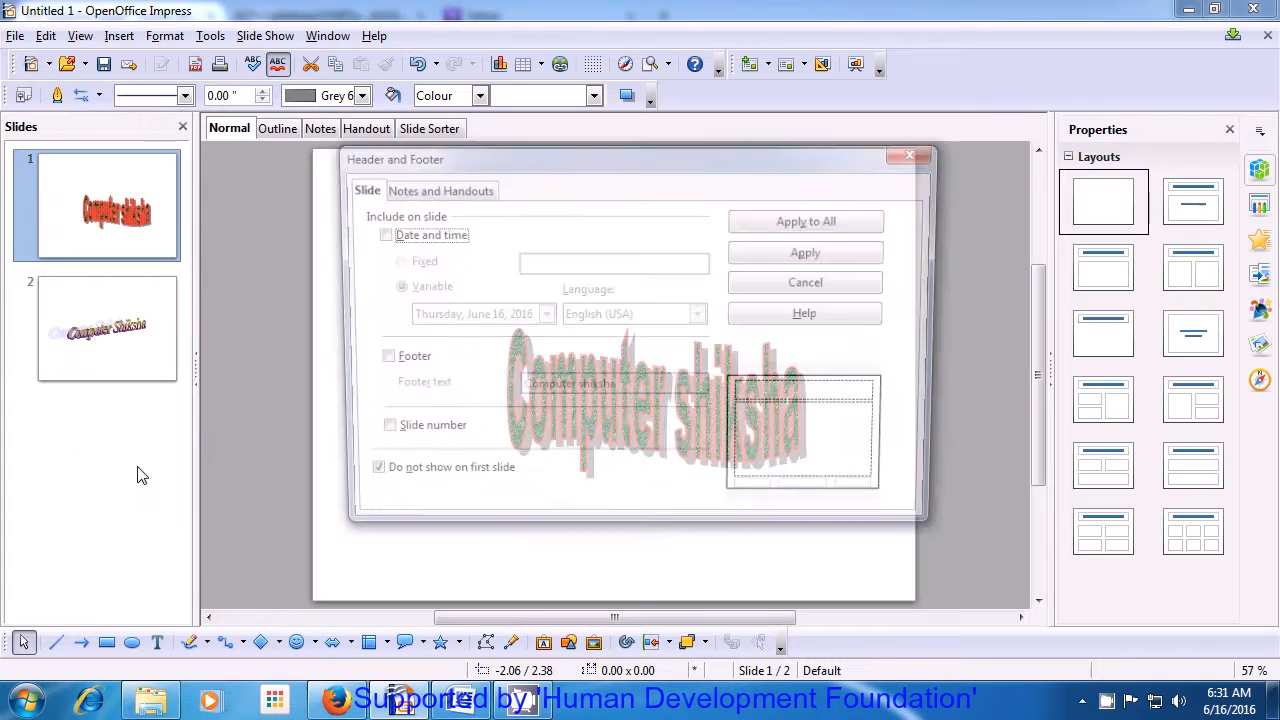 Untitled 1 - OpenOffice Impress
File Edit View Insert Format Tools Slide Show Window Help
0.00 " Grey 6 Colour
Slides
Normal Outline Notes Handout Slide Sorter
Properties
Layouts
1
Computer shiksha
2
Computer Shiksha
Header and Footer
Slide Notes and Handouts
Include on slide
Apply to All
Date and time
Apply
Fixed
Cancel
Variable
Language:
Thursday, June 16, 2016 English (USA)
Help
Footer
Footer text Computer shiksha
Computer shiksha
Slide number
Do not show on first slide
-2.06 / 2.38 0.00 x 0.00 * Slide 1 / 2 Default 57 %
Supported by 'Human Development Foundation'
6:31 AM
6/16/2016